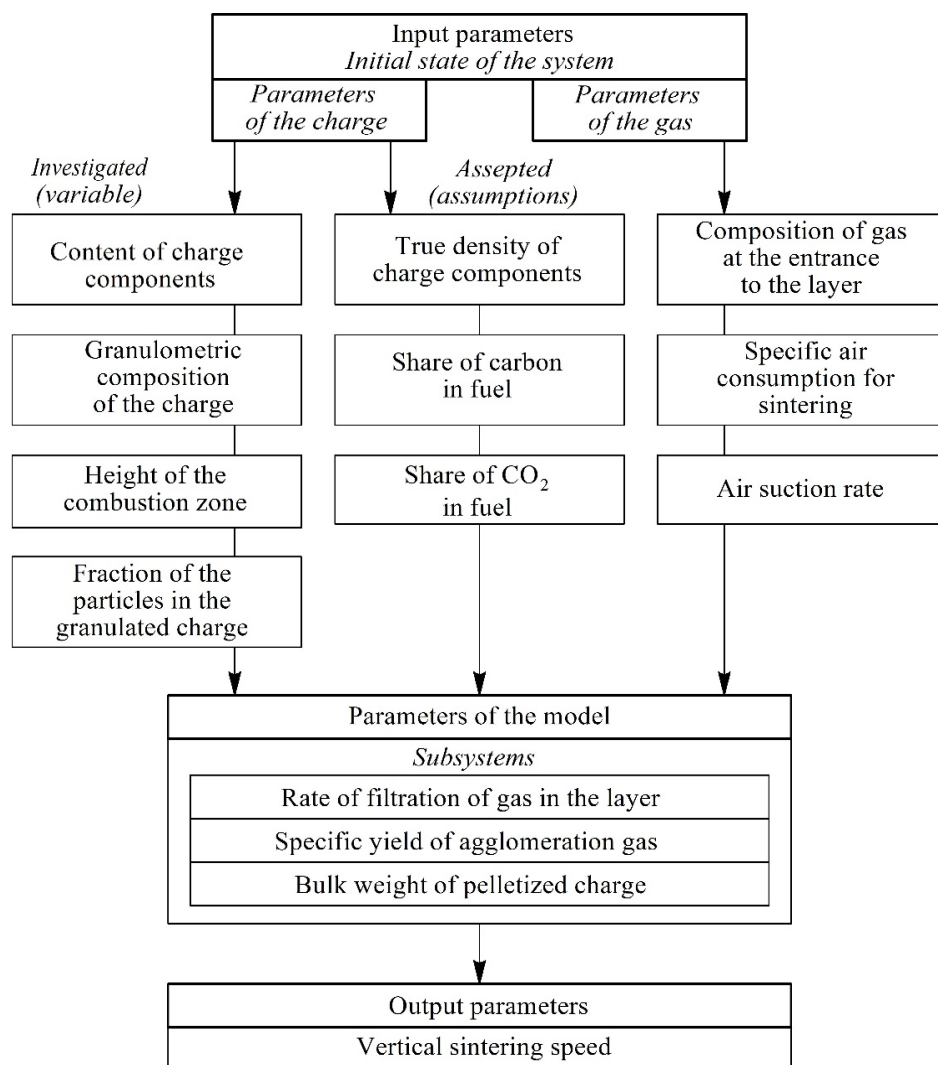 Input parameters
Initial state of the system
Parameters
of the charge
Parameters
of the gas
Investigated
(variable)
Assepted
(assumptions)
Content of charge
components
True density of
charge components
Composition of gas
at the entrance
to the layer
Granulometric
composition
of the charge
Share of carbon
in fuel
Specific air
consumption for
sintering
Height of the
combustion zone
Share of CO₂
in fuel
Air suction rate
Fraction of the
particles in the
granulated charge
Parameters of the model
Subsystems
Rate of filtration of gas in the layer
Specific yield of agglomeration gas
Bulk weight of pelletized charge
Output parameters
Vertical sintering speed